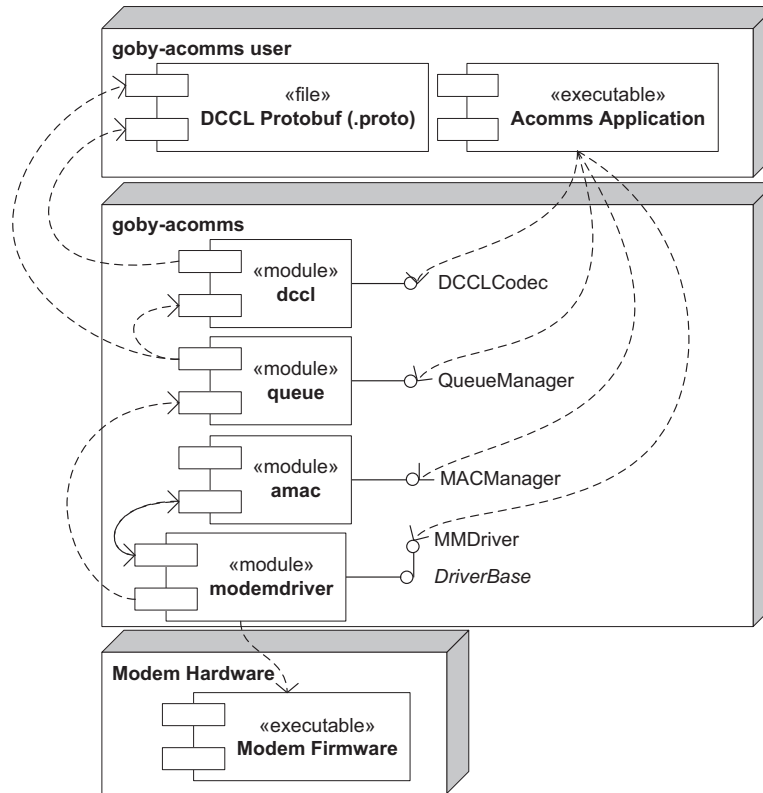 goby-acomms user
«file»
DCCL Protobuf (.proto)
«executable»
Acomms Application
goby-acomms
«module»
dccl
DCCLCodec
«module»
queue
QueueManager
«module»
amac
MACManager
«module»
modemdriver
MMDriver
DriverBase
Modem Hardware
«executable»
Modem Firmware